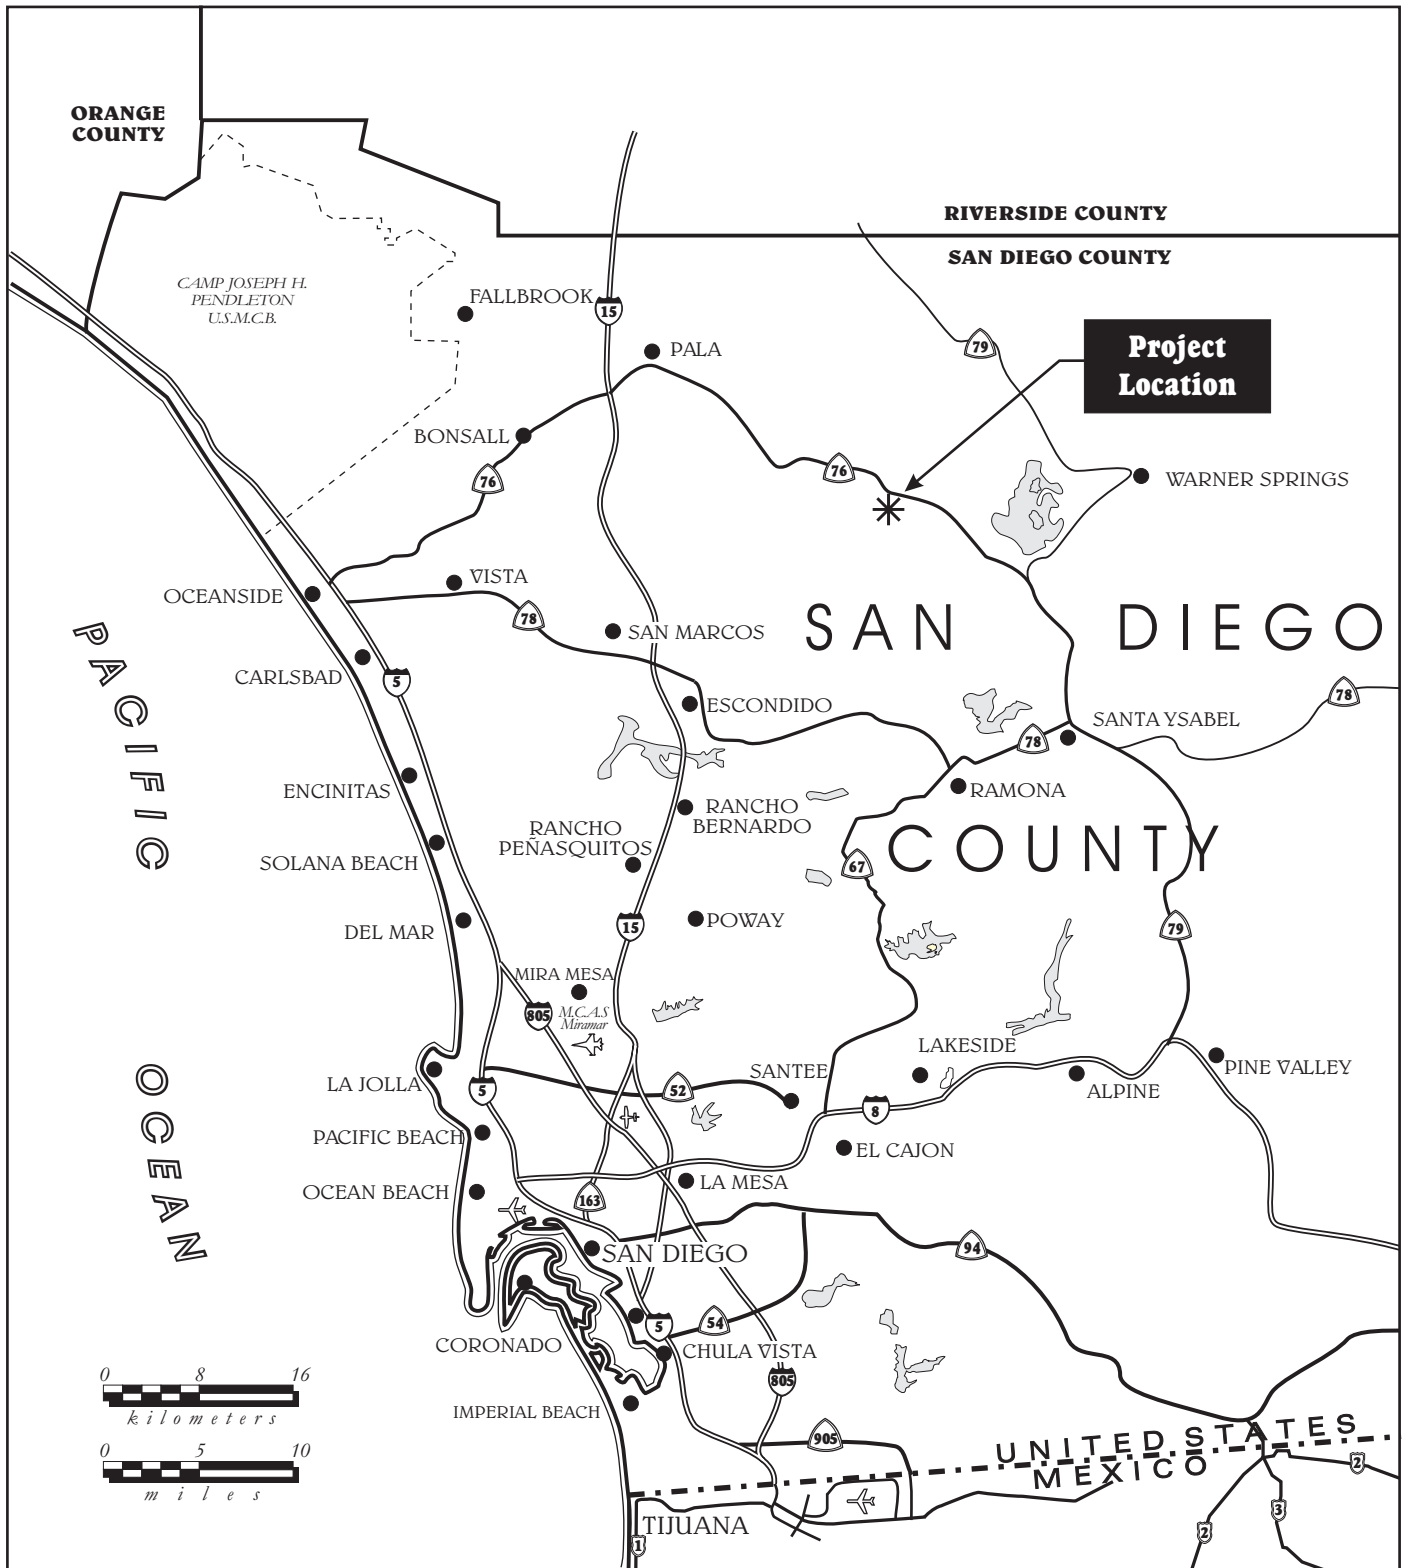 ORANGE
COUNTY
RIVERSIDE COUNTY
SAN DIEGO COUNTY
CAMP JOSEPH H.
PENDLETON
U.S.M.C.B.
FALLBROOK
15
PALA
79
Project
Location
BONSALL
76
76
WARNER SPRINGS
OCEANSIDE
VISTA
78
SAN MARCOS
SAN DIEGO
COUNTY
CARLSBAD
5
ESCONDIDO
78
SANTA YSABEL
78
ENCINITAS
RAMONA
RANCHO
BERNARDO
RANCHO
PEÑASQUITOS
SOLANA BEACH
67
PACIFIC
OCEAN
DEL MAR
15
POWAY
79
MIRA MESA
805
M.C.A.S
Miramar
LAKESIDE
LA JOLLA
5
52
SANTEE
8
ALPINE
PINE VALLEY
PACIFIC BEACH
EL CAJON
OCEAN BEACH
163
LA MESA
SAN DIEGO
94
5
54
CORONADO
CHULA VISTA
805
IMPERIAL BEACH
905
UNITED STATES
MEXICO
2
TIJUANA
1
2
3
0 8 16
kilometers
0 5 10
miles